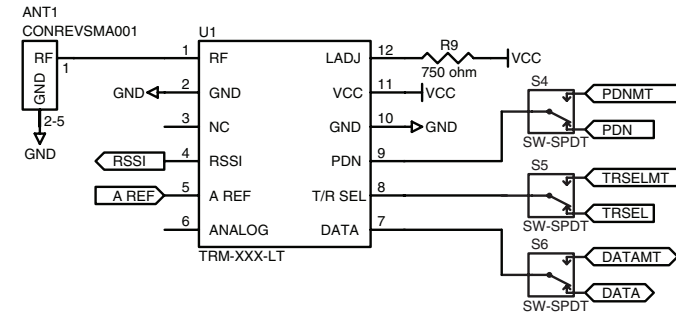 ANT1
CONREVSMA001
RF
1
GND
2-5
GND
U1
1
RF
2
GND
GND
3
NC
4
RSSI
RSSI
5
A REF
A REF
6
ANALOG
TRM-XXX-LT
LADJ
12
R9
750 ohm
VCC
VCC
11
VCC
GND
10
GND
PDN
9
T/R SEL
8
DATA
7
S4
PDNMT
PDN
SW-SPDT
S5
TRSELMT
TRSEL
SW-SPDT
S6
DATAMT
DATA
SW-SPDT